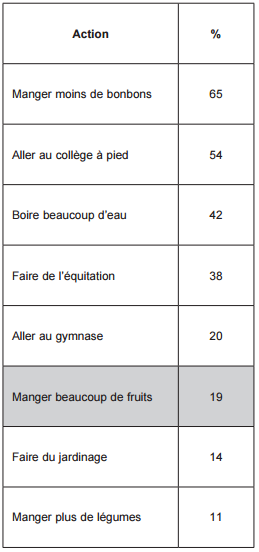 Action %
Manger moins de bonbons 65
Aller au collège à pied 54
Boire beaucoup d'eau 42
Faire de l'équitation 38
Aller au gymnase 20
Manger beaucoup de fruits 19
Faire du jardinage 14
Manger plus de légumes 11